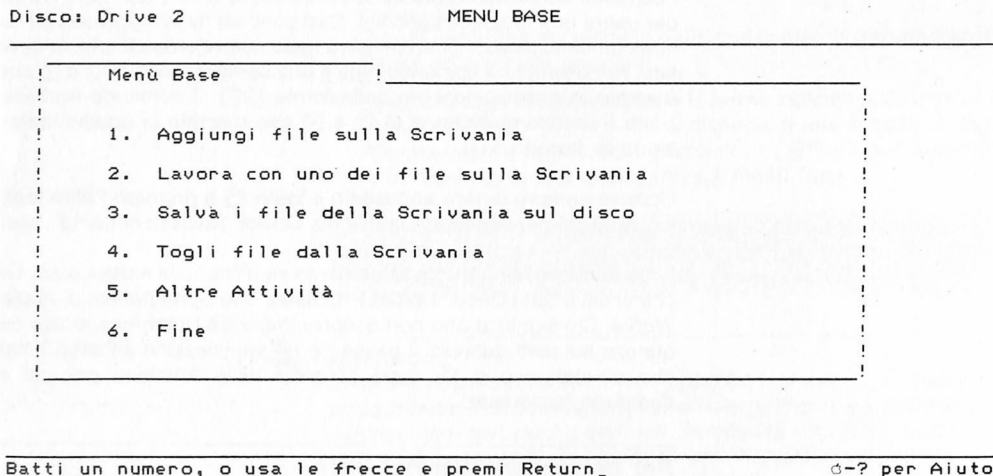 Disco: Drive 2 MENU BASE
Menù Base
1. Aggiungi file sulla Scrivania
2. Lavora con uno dei file sulla Scrivania
3. Salvà i file della Scrivania sul disco
4. Togli file dalla Scrivania
5. Altre Attività
6. Fine
Batti un numero, o usa le frecce e premi Return_ -? per Aiuto